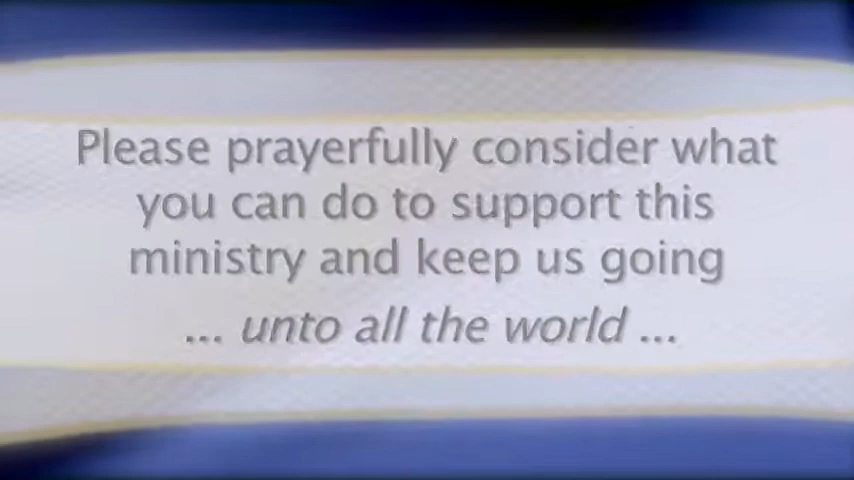 Please prayerfully consider what
you can do to support this
ministry and keep us going
... unto all the world ...